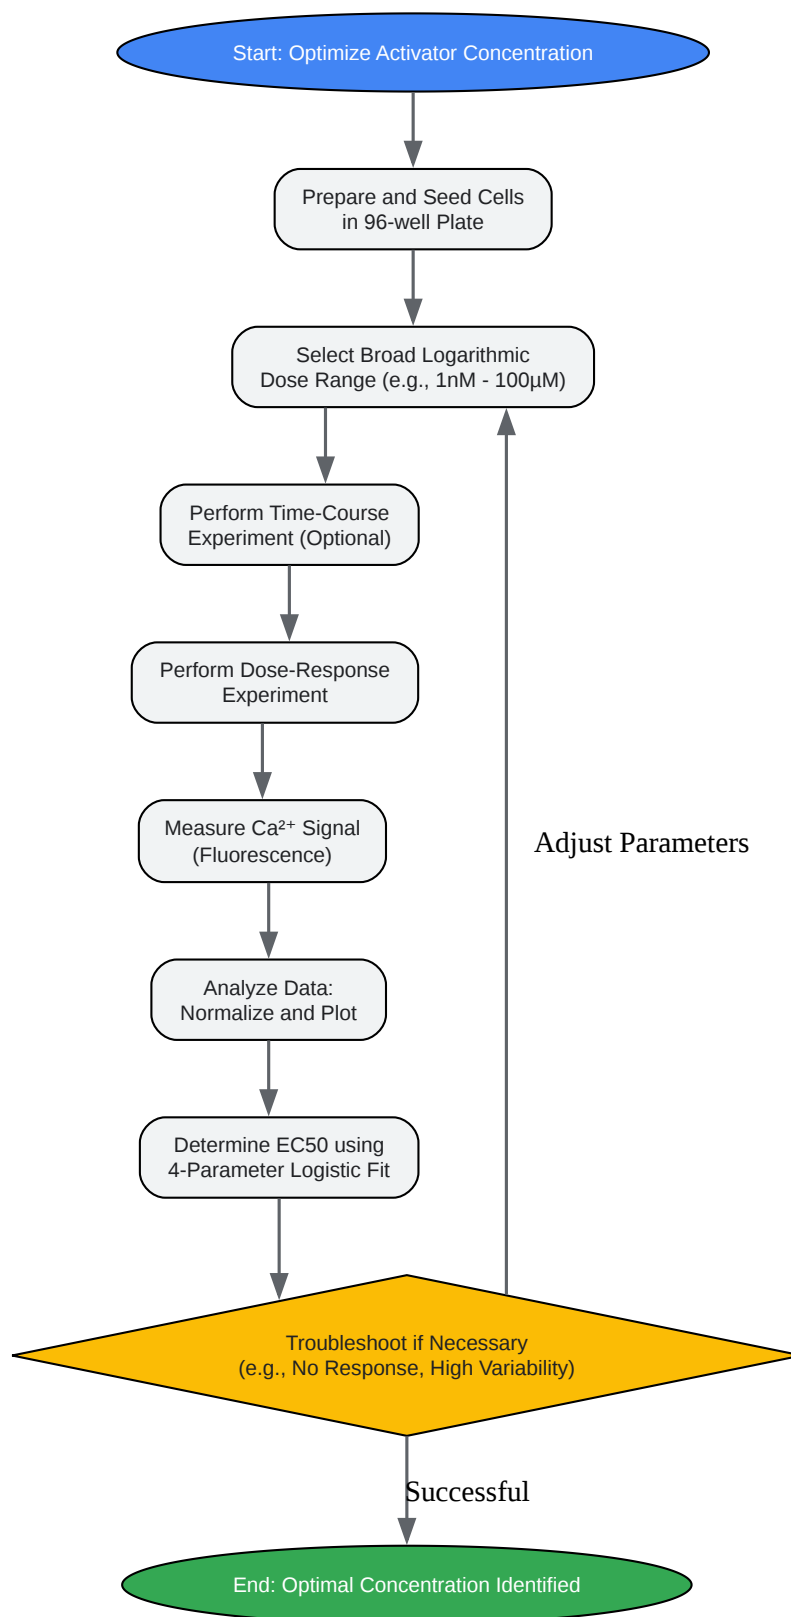 Start: Optimize Activator Concentration
Prepare and Seed Cells
in 96-well Plate
Select Broad Logarithmic
Dose Range (e.g., 1nM - 100µM)
Perform Time-Course
Experiment (Optional)
Perform Dose-Response
Experiment
Measure Ca²⁺ Signal
(Fluorescence)
Adjust Parameters
Analyze Data:
Normalize and Plot
Determine EC50 using
4-Parameter Logistic Fit
Troubleshoot if Necessary
(e.g., No Response, High Variability)
Successful
End: Optimal Concentration Identified